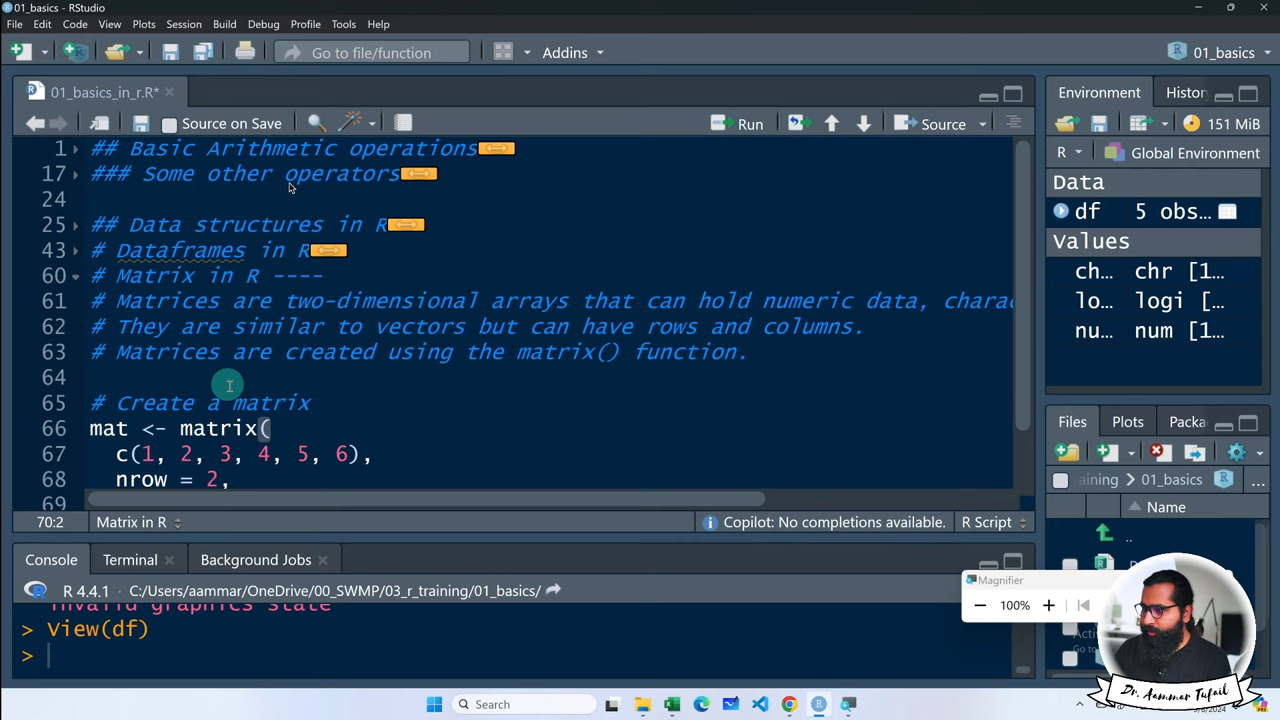 01_basics - RStudio
File Edit Code View Plots Session Build Debug Profile Tools Help
Go to file/function Addins 01_basics
01_basics_in_r.R*
Source on Save Run Source
1 ## Basic Arithmetic operations
17 ### Some other operators
24
25 ## Data structures in R
43 # Dataframes in R
60 # Matrix in R ----
61 # Matrices are two-dimensional arrays that can hold numeric data, charac
62 # They are similar to vectors but can have rows and columns.
63 # Matrices are created using the matrix() function.
64
65 # Create a matrix
66 mat <- matrix(
67 c(1, 2, 3, 4, 5, 6),
68 nrow = 2,
69
70:2 Matrix in R Copilot: No completions available. R Script
Console Terminal Background Jobs
R 4.4.1 · C:/Users/aammar/OneDrive/00_SWMP/03_r_training/01_basics/
Invalid graphics state
> View(df)
>
Environment Histor
151 MiB
R Global Environment
Data
df 5 obs...
Values
ch... chr [1...
lo... logi [...
nu... num [1...
Files Plots Packa
aining > 01_basics ...
Name
..
Magnifier
100%
Dr. Aammar Tufail
Search